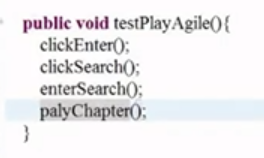 public void testPlayAgile(){
clickEnter();
clickSearch();
enterSearch();
palyChapter();
}